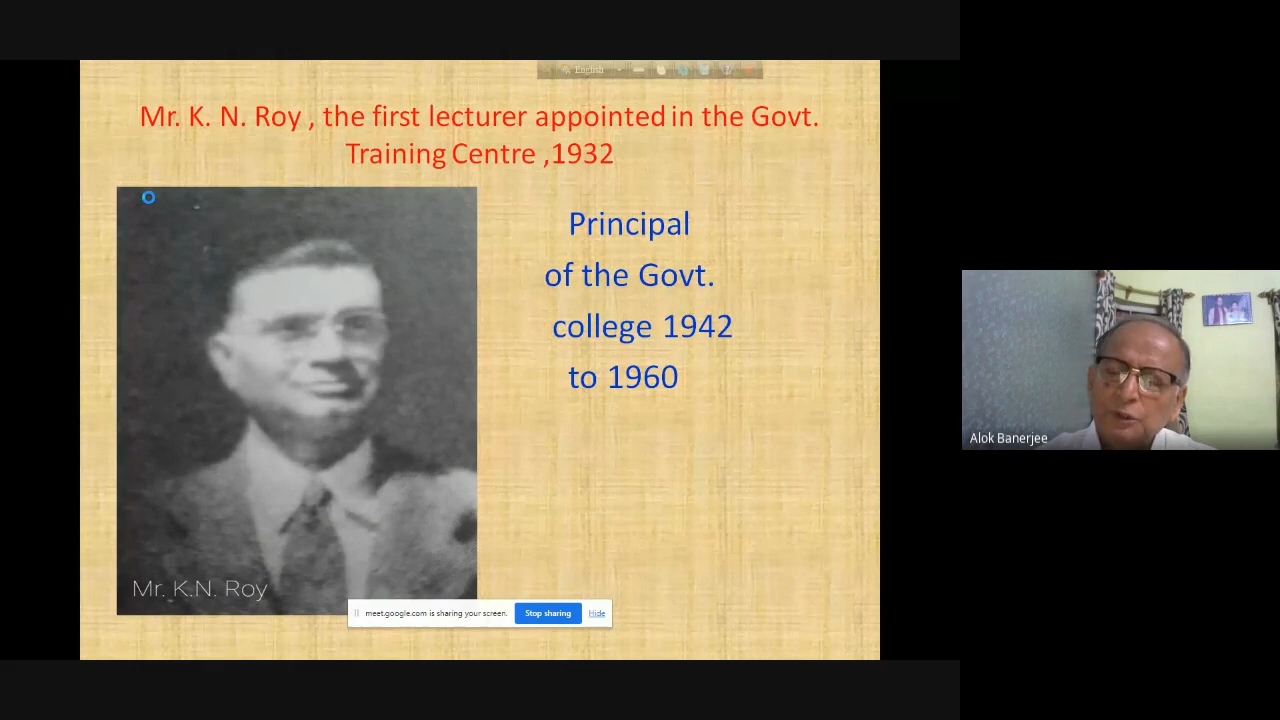 English
Mr. K. N. Roy , the first lecturer appointed in the Govt.
Training Centre ,1932
Principal
of the Govt.
college 1942
to 1960
Mr. K.N. Roy
meet.google.com is sharing your screen. Stop sharing Hide
Alok Banerjee